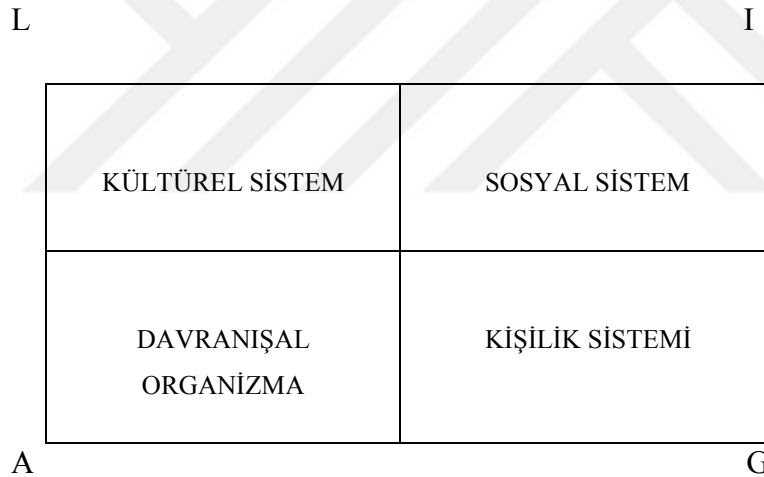 L I
KÜLTÜREL SİSTEM SOSYAL SİSTEM
DAVRANIŞAL KİŞİLİK SİSTEMİ
ORGANİZMA
A G